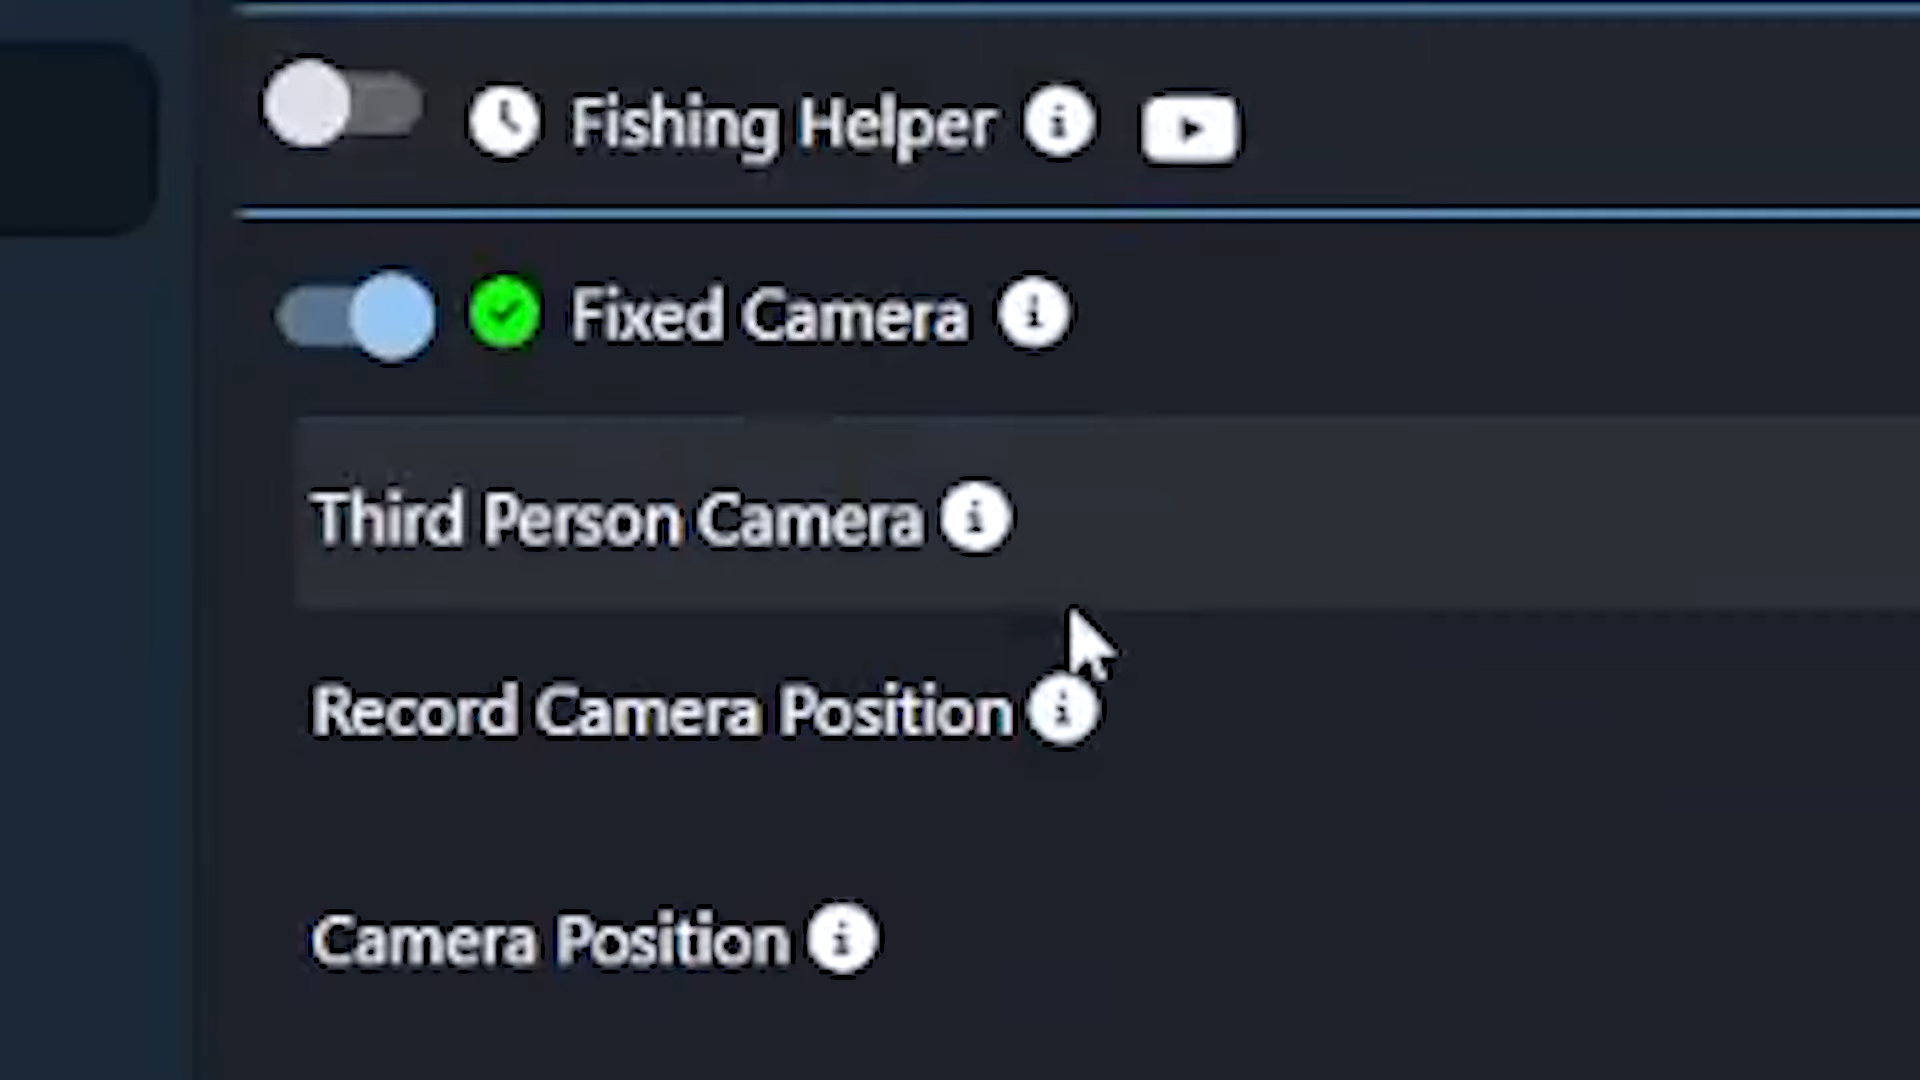 Fishing Helper
Fixed Camera
Third Person Camera
Record Camera Position
Camera Position